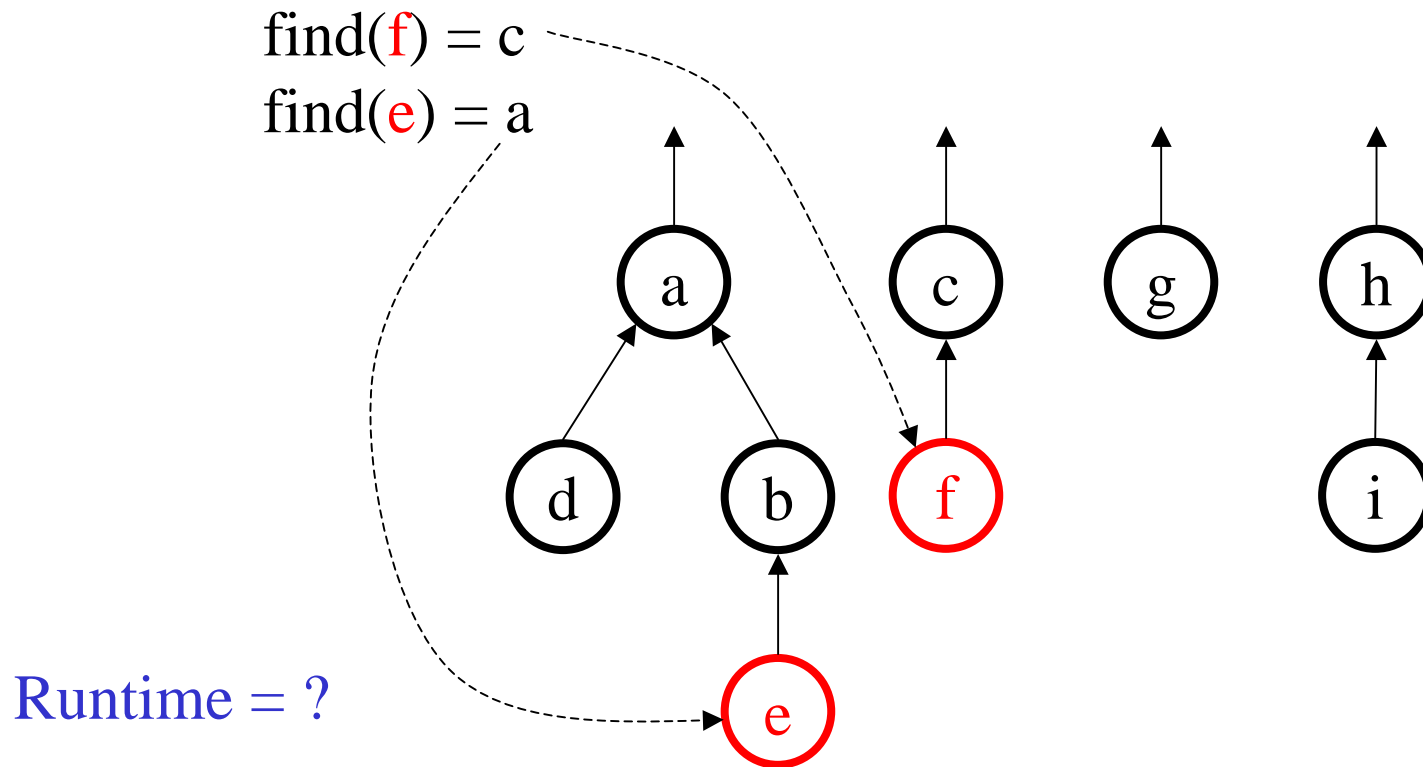 find(f) = c
find(e) = a
a
c
g
h
d
b
f
i
e
Runtime = ?